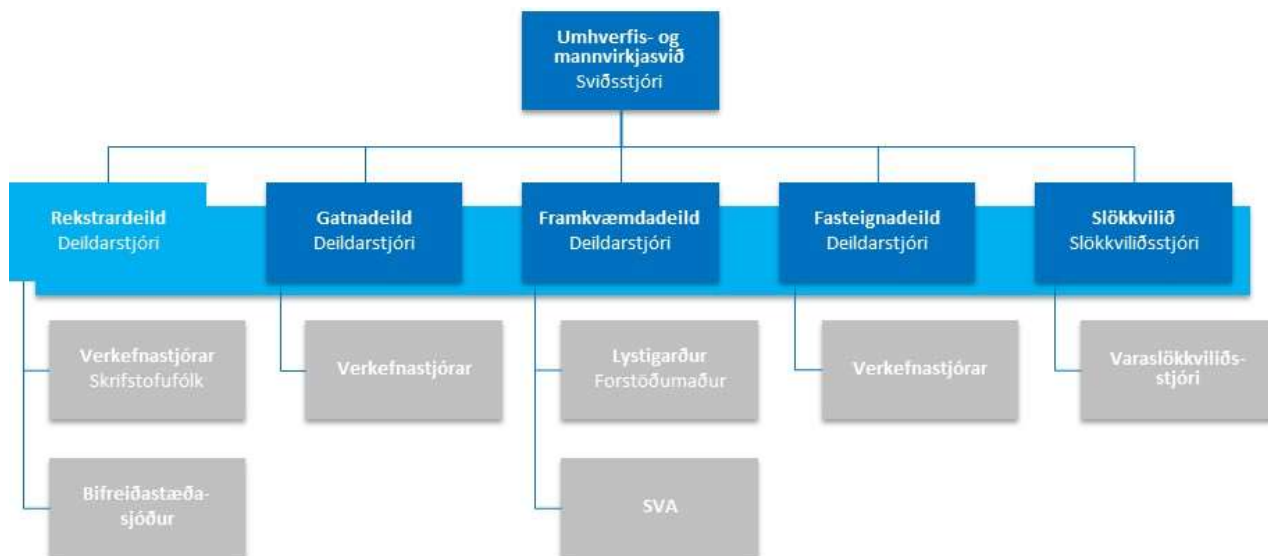 Umhverfis- og
mannvirkjasvið
Sviðsstjóri
Rekstrardeild
Deildarstjóri
Gatnadeild
Deildarstjóri
Framkvæmdadeild
Deildarstjóri
Fasteignadeild
Deildarstjóri
Slökkvilið
Slökkviliðsstjóri
Verkefnastjórar
Skrifstofufólk
Verkefnastjórar
Lystigarður
Forstöðumaður
Verkefnastjórar
Varaslökkviliðs-
stjóri
Bifreiðastæða-
sjóður
SVA